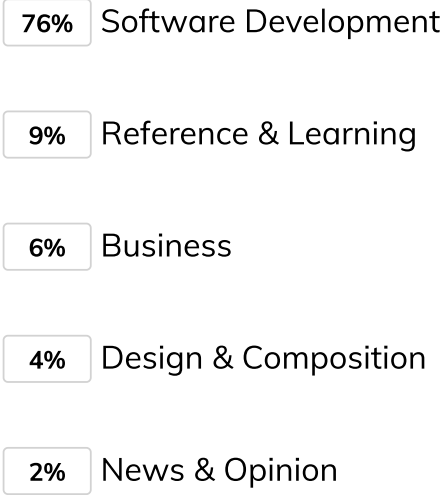 76% Software Development
9% Reference & Learning
6% Business
4% Design & Composition
2% News & Opinion